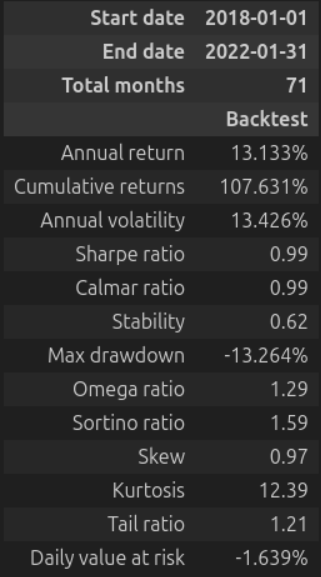 Start date 2018-01-01
End date 2022-01-31
Total months 71
Backtest
Annual return 13.133%
Cumulative returns 107.631%
Annual volatility 13.426%
Sharpe ratio 0.99
Calmar ratio 0.99
Stability 0.62
Max drawdown -13.264%
Omega ratio 1.29
Sortino ratio 1.59
Skew 0.97
Kurtosis 12.39
Tail ratio 1.21
Daily value at risk -1.639%